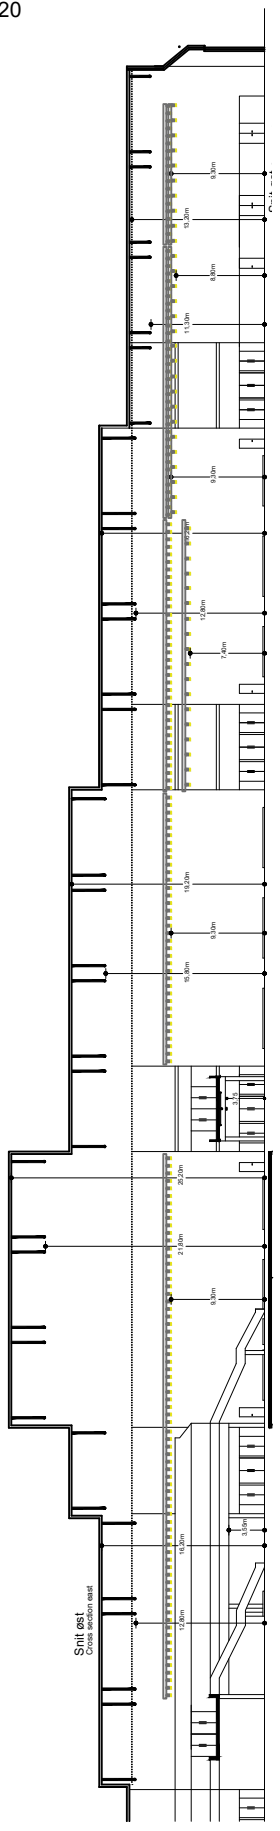 20
9,30m
13,20m
8,80m
11,30m
9,30m
12,80m
7,40m
19,20m
9,30m
15,80m
3,75
25,20m
21,80m
9,30m
3,55m
16,20m
12,80m
Snit øst
Cross section east